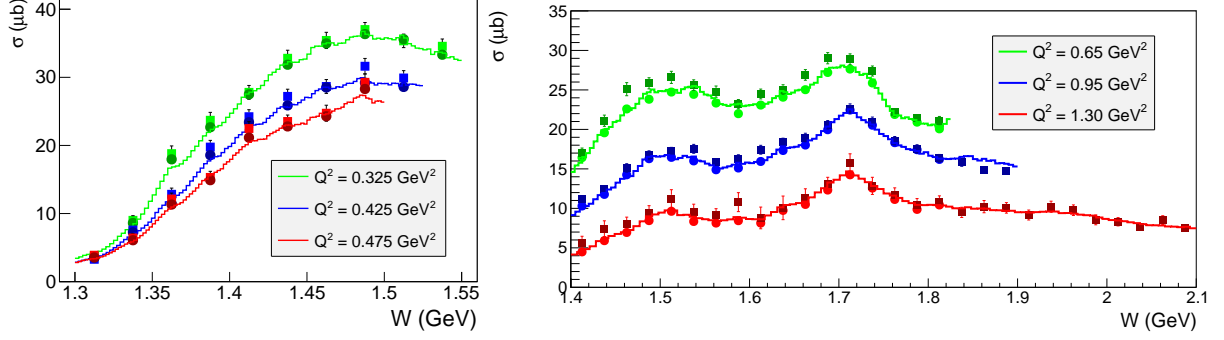 σ (μb)
40
30
20
10
0
1.3
1.35
1.4
1.45
1.5
1.55
W (GeV)
Q² = 0.325 GeV²
Q² = 0.425 GeV²
Q² = 0.475 GeV²
σ (μb)
35
30
25
20
15
10
5
0
1.4
1.5
1.6
1.7
1.8
1.9
2
2.1
W (GeV)
Q² = 0.65 GeV²
Q² = 0.95 GeV²
Q² = 1.30 GeV²